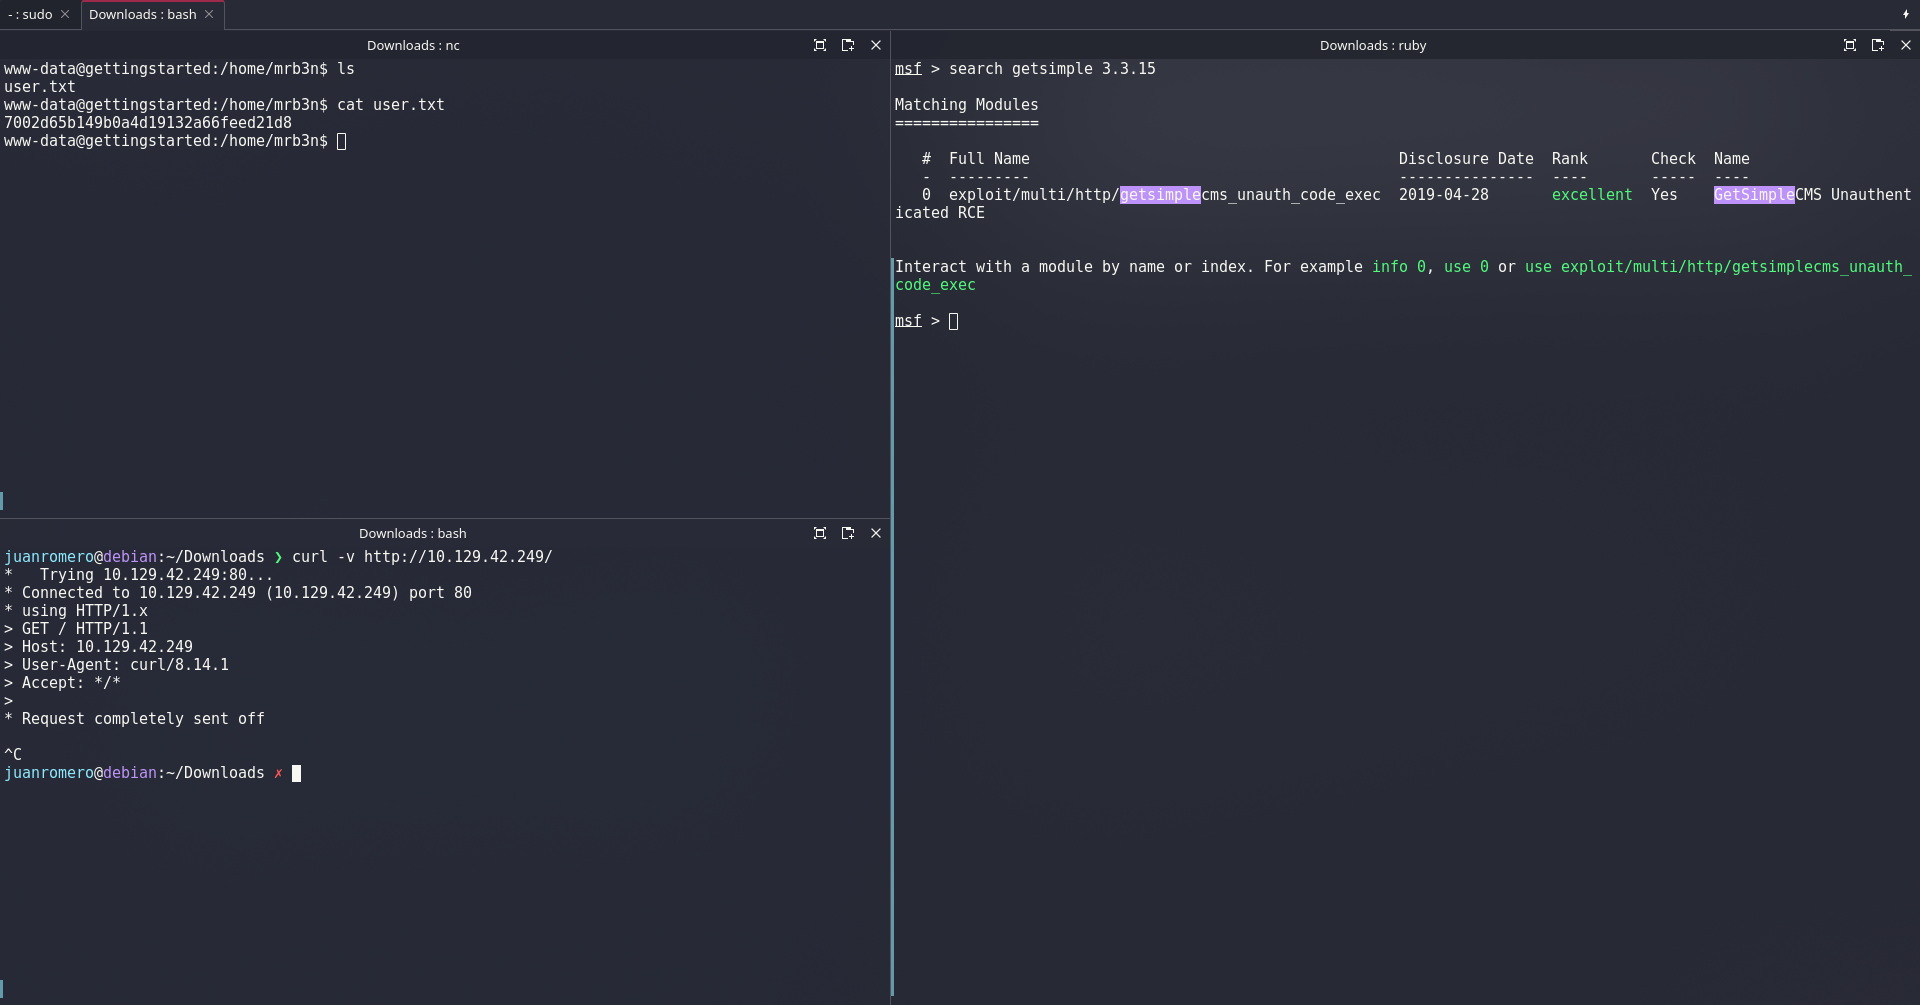 - : sudo
Downloads : bash
Downloads : nc
www-data@gettingstarted:/home/mrb3n$ ls
user.txt
www-data@gettingstarted:/home/mrb3n$ cat user.txt
7002d65b149b0a4d19132a66feed21d8
www-data@gettingstarted:/home/mrb3n$
Downloads : bash
juanromero@debian:~/Downloads ❯ curl -v http://10.129.42.249/
*   Trying 10.129.42.249:80...
* Connected to 10.129.42.249 (10.129.42.249) port 80
* using HTTP/1.x
> GET / HTTP/1.1
> Host: 10.129.42.249
> User-Agent: curl/8.14.1
> Accept: */*
>
* Request completely sent off
^C
juanromero@debian:~/Downloads ✗
Downloads : ruby
msf > search getsimple 3.3.15
Matching Modules
================
   #  Full Name                                         Disclosure Date  Rank       Check  Name
   -  ---------                                         ---------------  ----       -----  ----
   0  exploit/multi/http/getsimplecms_unauth_code_exec  2019-04-28       excellent  Yes    GetSimpleCMS Unauthent
icated RCE
Interact with a module by name or index. For example info 0, use 0 or use exploit/multi/http/getsimplecms_unauth_
code_exec
msf >